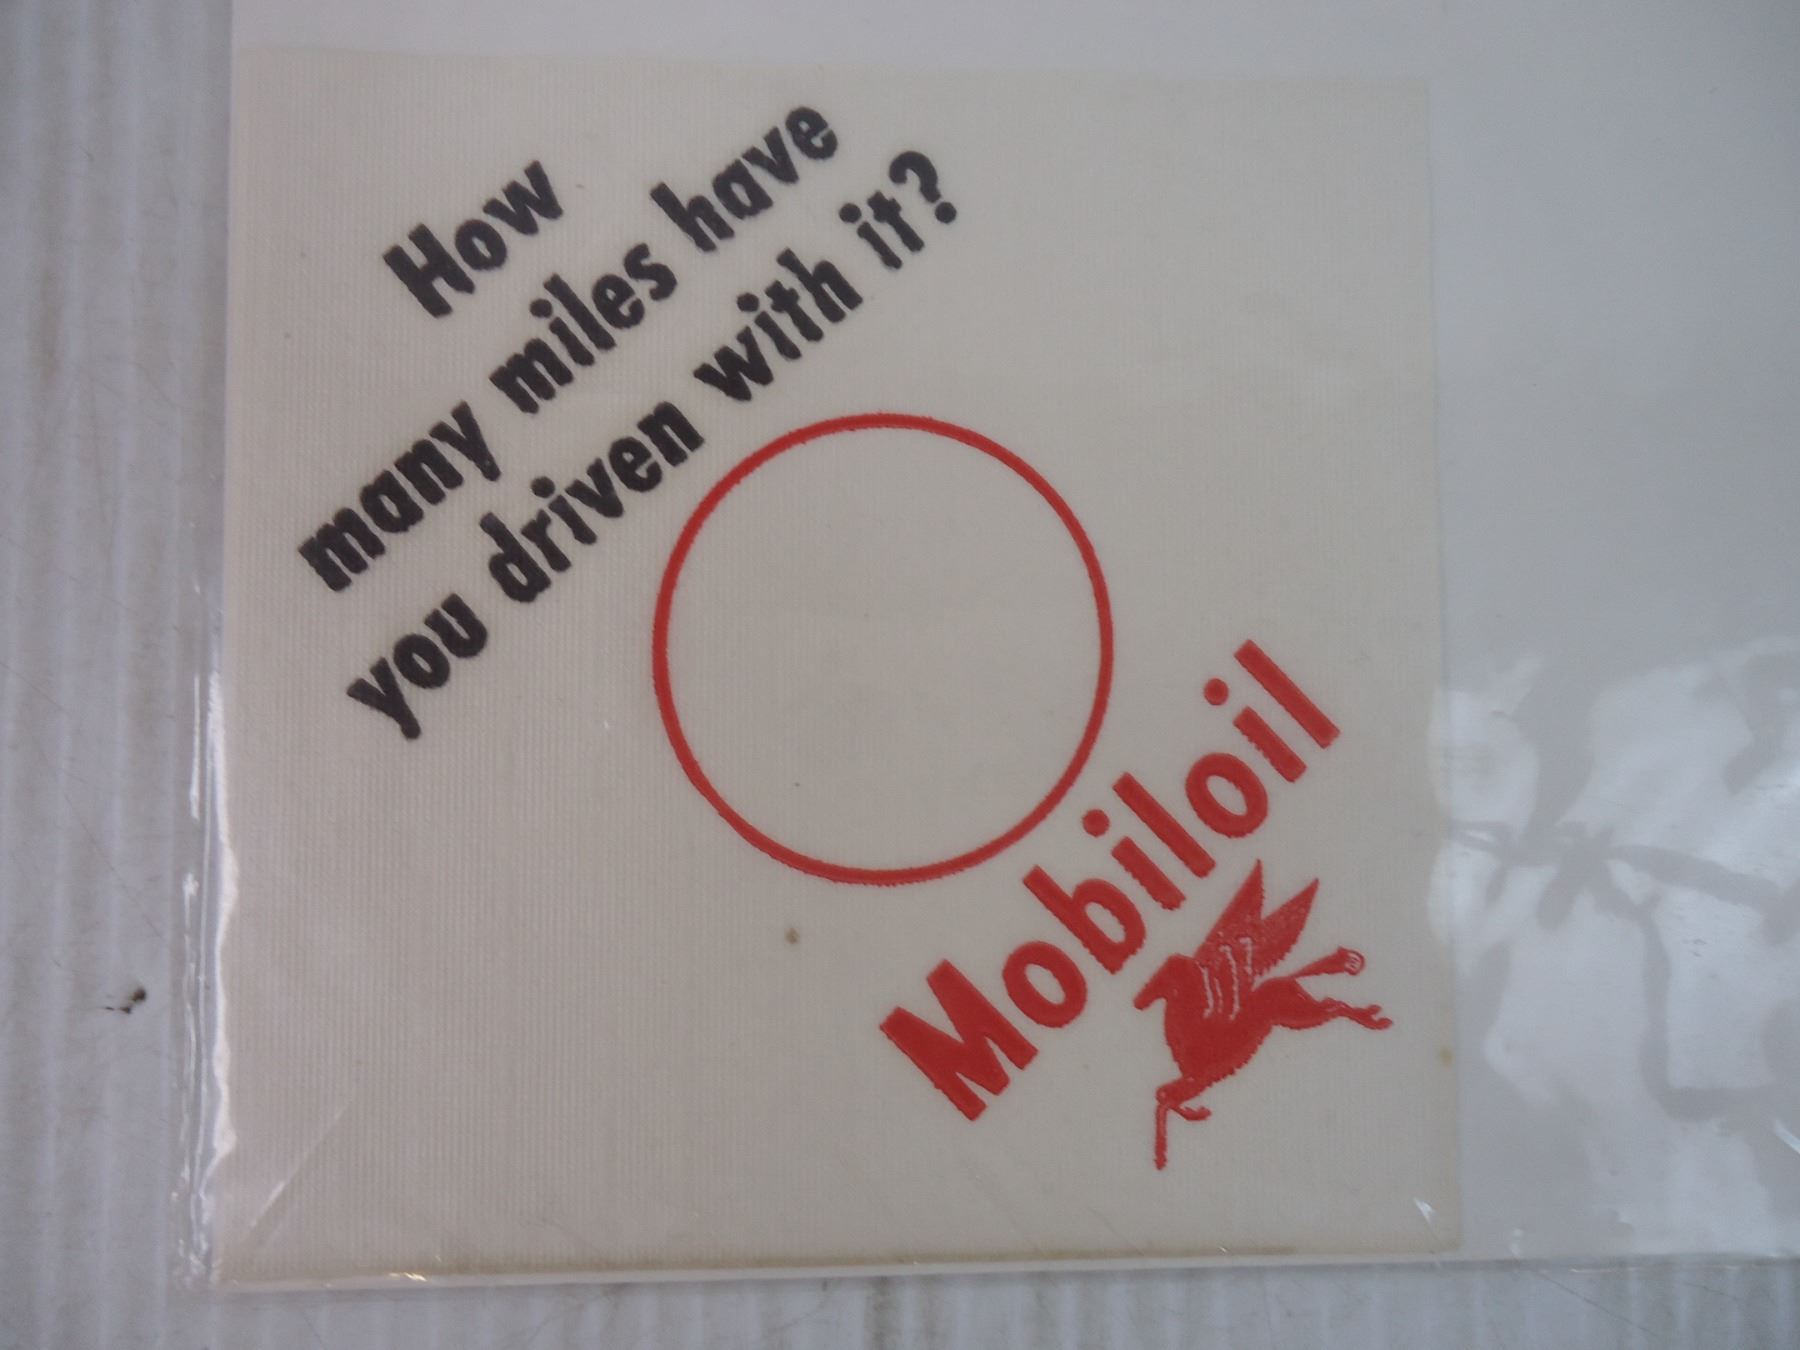 How
many miles have
you driven with it?
Mobiloil